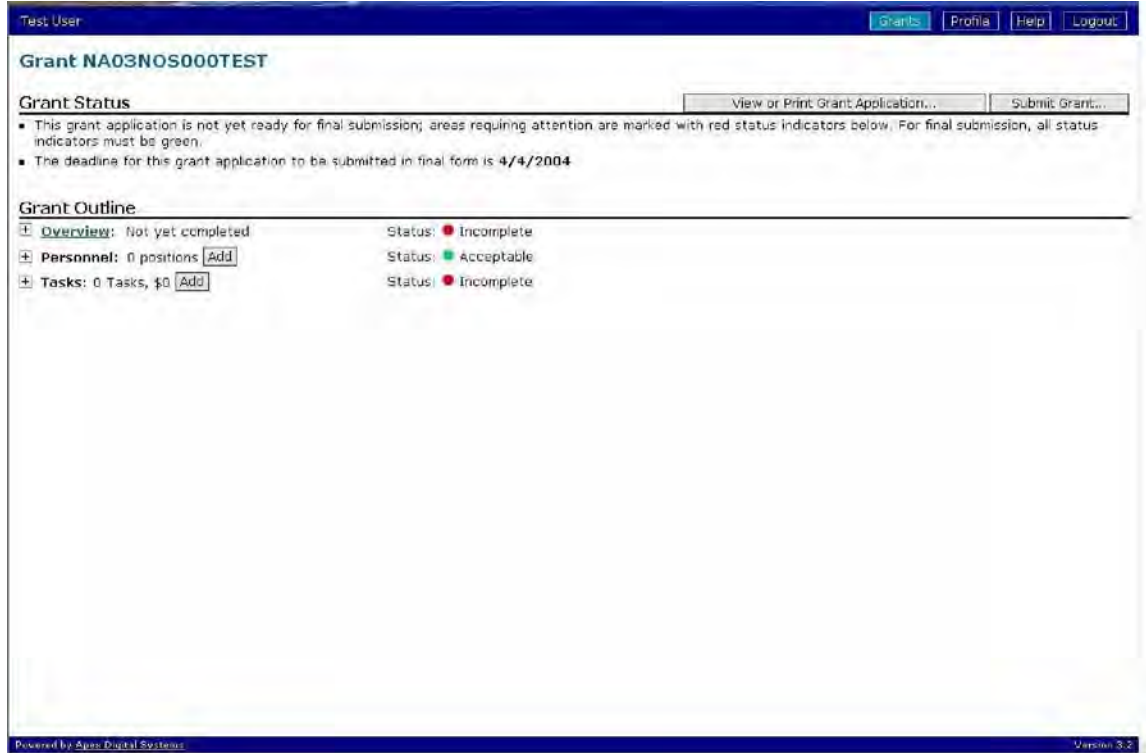 Test User Grants Profile Help Logout
Grant NA03NOS000TEST
Grant Status View or Print Grant Application... Submit Grant...
▪ This grant application is not yet ready for final submission; areas requiring attention are marked with red status indicators below. For final submission, all status
indicators must be green.
▪ The deadline for this grant application to be submitted in final form is 4/4/2004
Grant Outline
+ Overview: Not yet completed Status: Incomplete
+ Personnel: 0 positions Add Status: Acceptable
+ Tasks: 0 Tasks, $0 Add Status: Incomplete
Powered by Apex Digital Systems Version 3.2